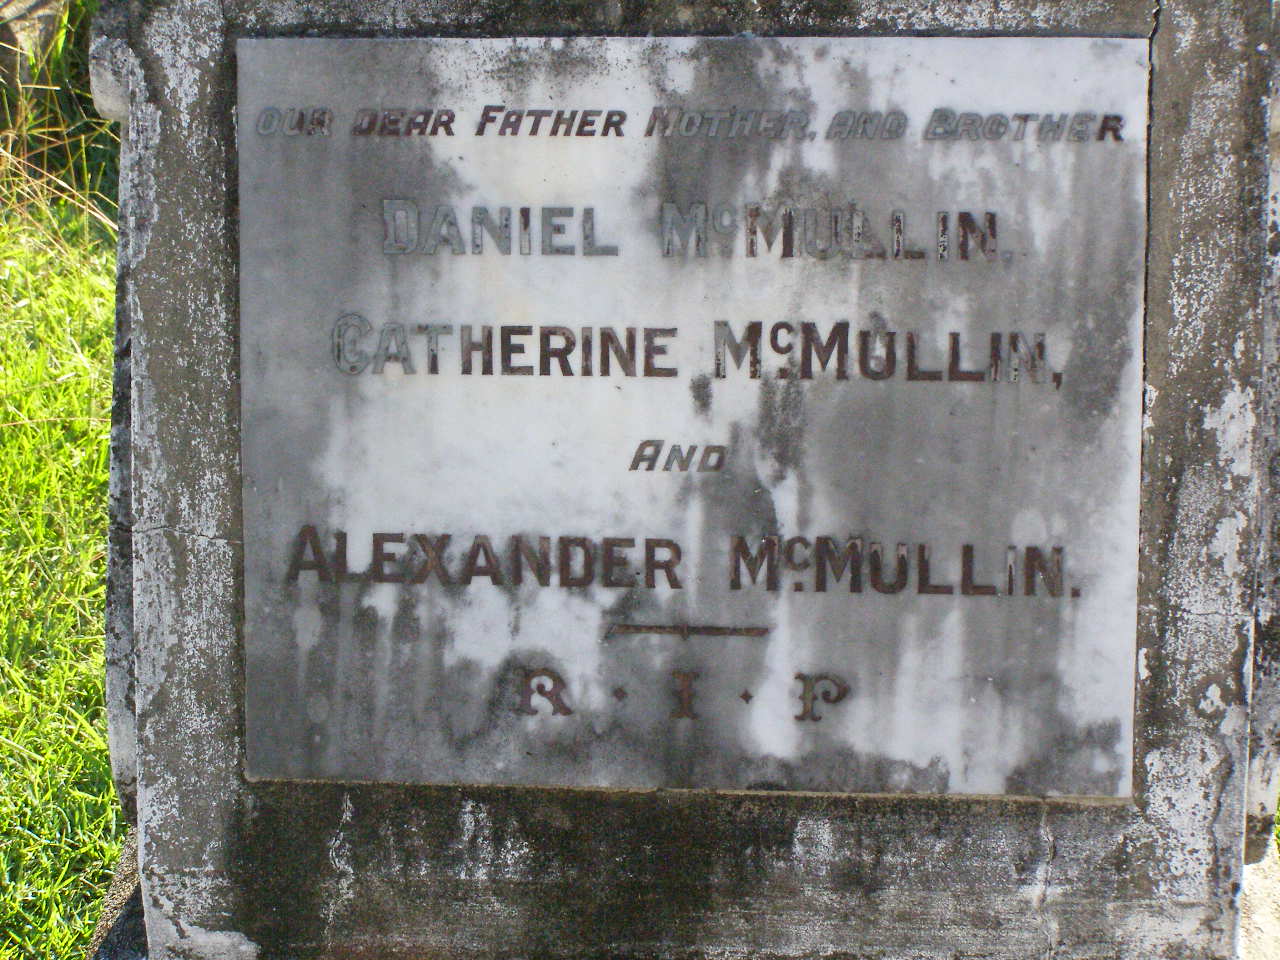 OUR DEAR FATHER MOTHER, AND BROTHER
DANIEL McMULLIN.
CATHERINE McMULLIN,
AND
ALEXANDER McMULLIN.
R · I · P